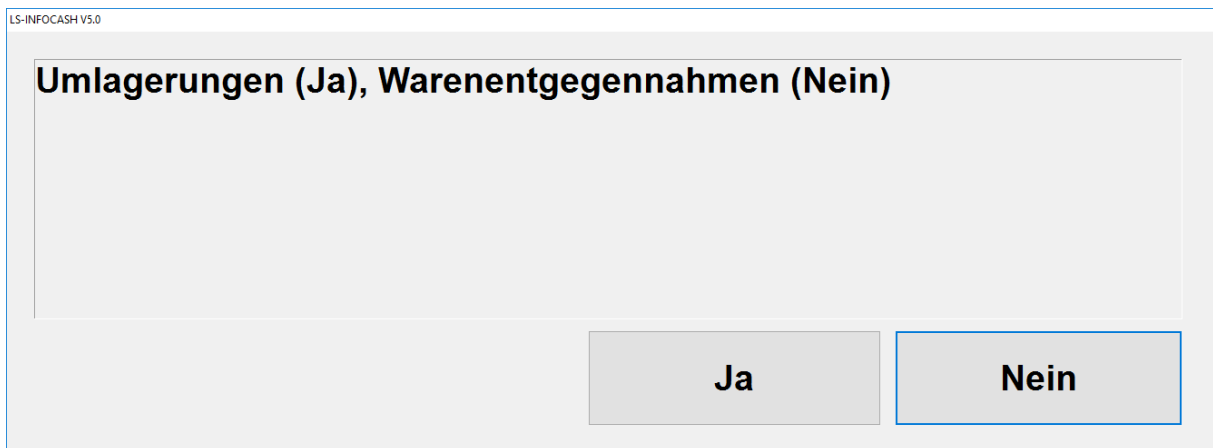 LS-INFOCASH V5.0
Umlagerungen (Ja), Warenentgegennahmen (Nein)
Ja
Nein